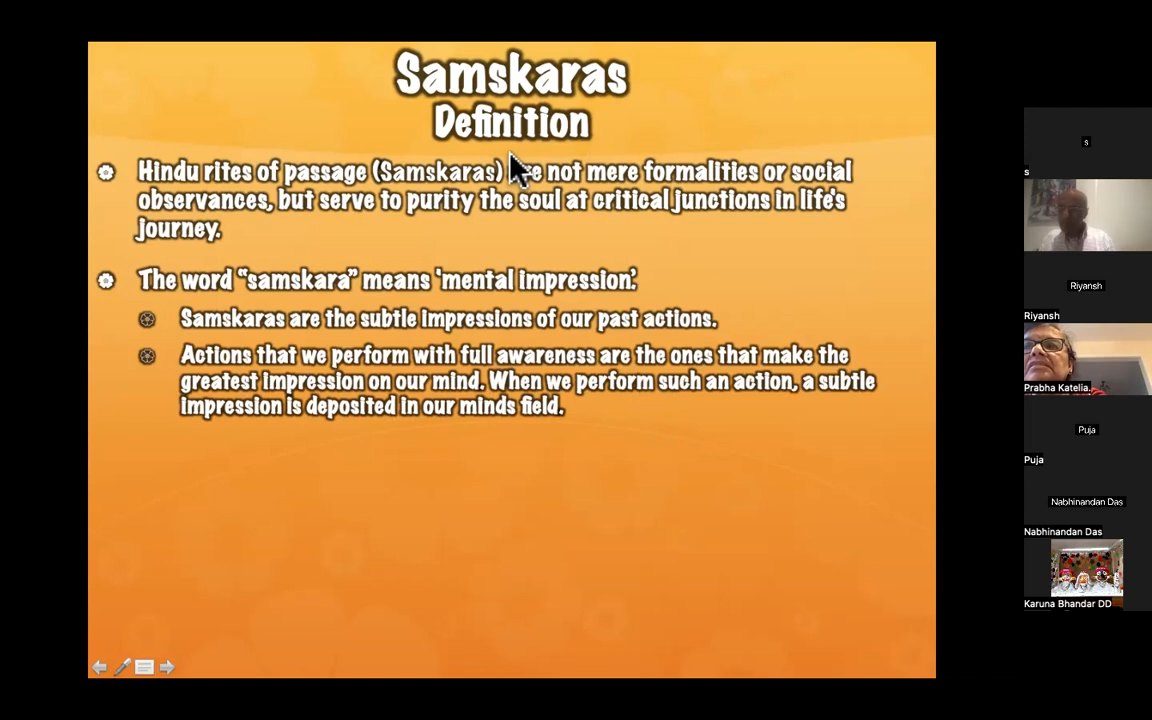 Samskaras
Definition
Hindu rites of passage (Samskaras) not mere formalities or social
observances, but serve to purity the soul at critical junctions in life's
journey.
The word “samskara” means 'mental impression'.
Samskaras are the subtle impressions of our past actions.
Actions that we perform with full awareness are the ones that make the
greatest impression on our mind. When we perform such an action, a subtle
impression is deposited in our minds field.
s
s
Riyansh
Riyansh
Prabha Katelia.
Puja
Puja
Nabhinandan Das
Nabhinandan Das
Karuna Bhandar DD